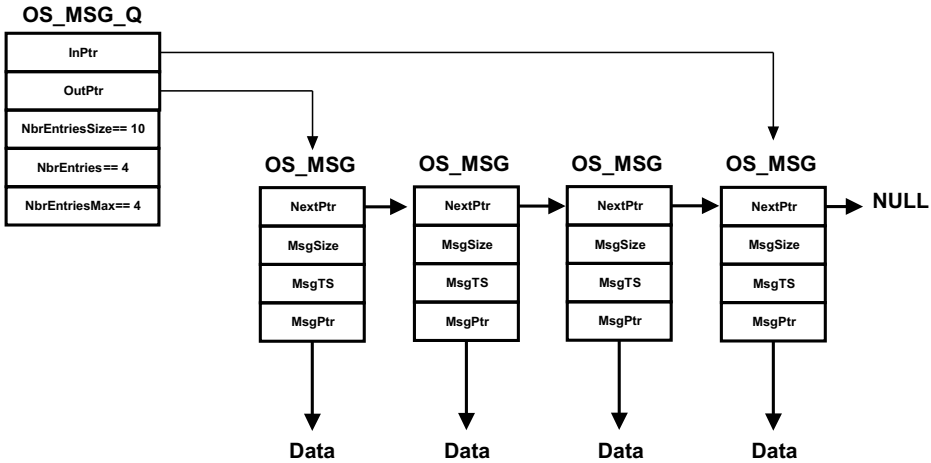 OS_MSG_Q
InPtr
OutPtr
NbrEntriesSize== 10
NbrEntries== 4
NbrEntriesMax== 4
OS_MSG OS_MSG OS_MSG OS_MSG
NextPtr NextPtr NextPtr NextPtr NULL
MsgSize MsgSize MsgSize MsgSize
MsgTS MsgTS MsgTS MsgTS
MsgPtr MsgPtr MsgPtr MsgPtr
Data Data Data Data